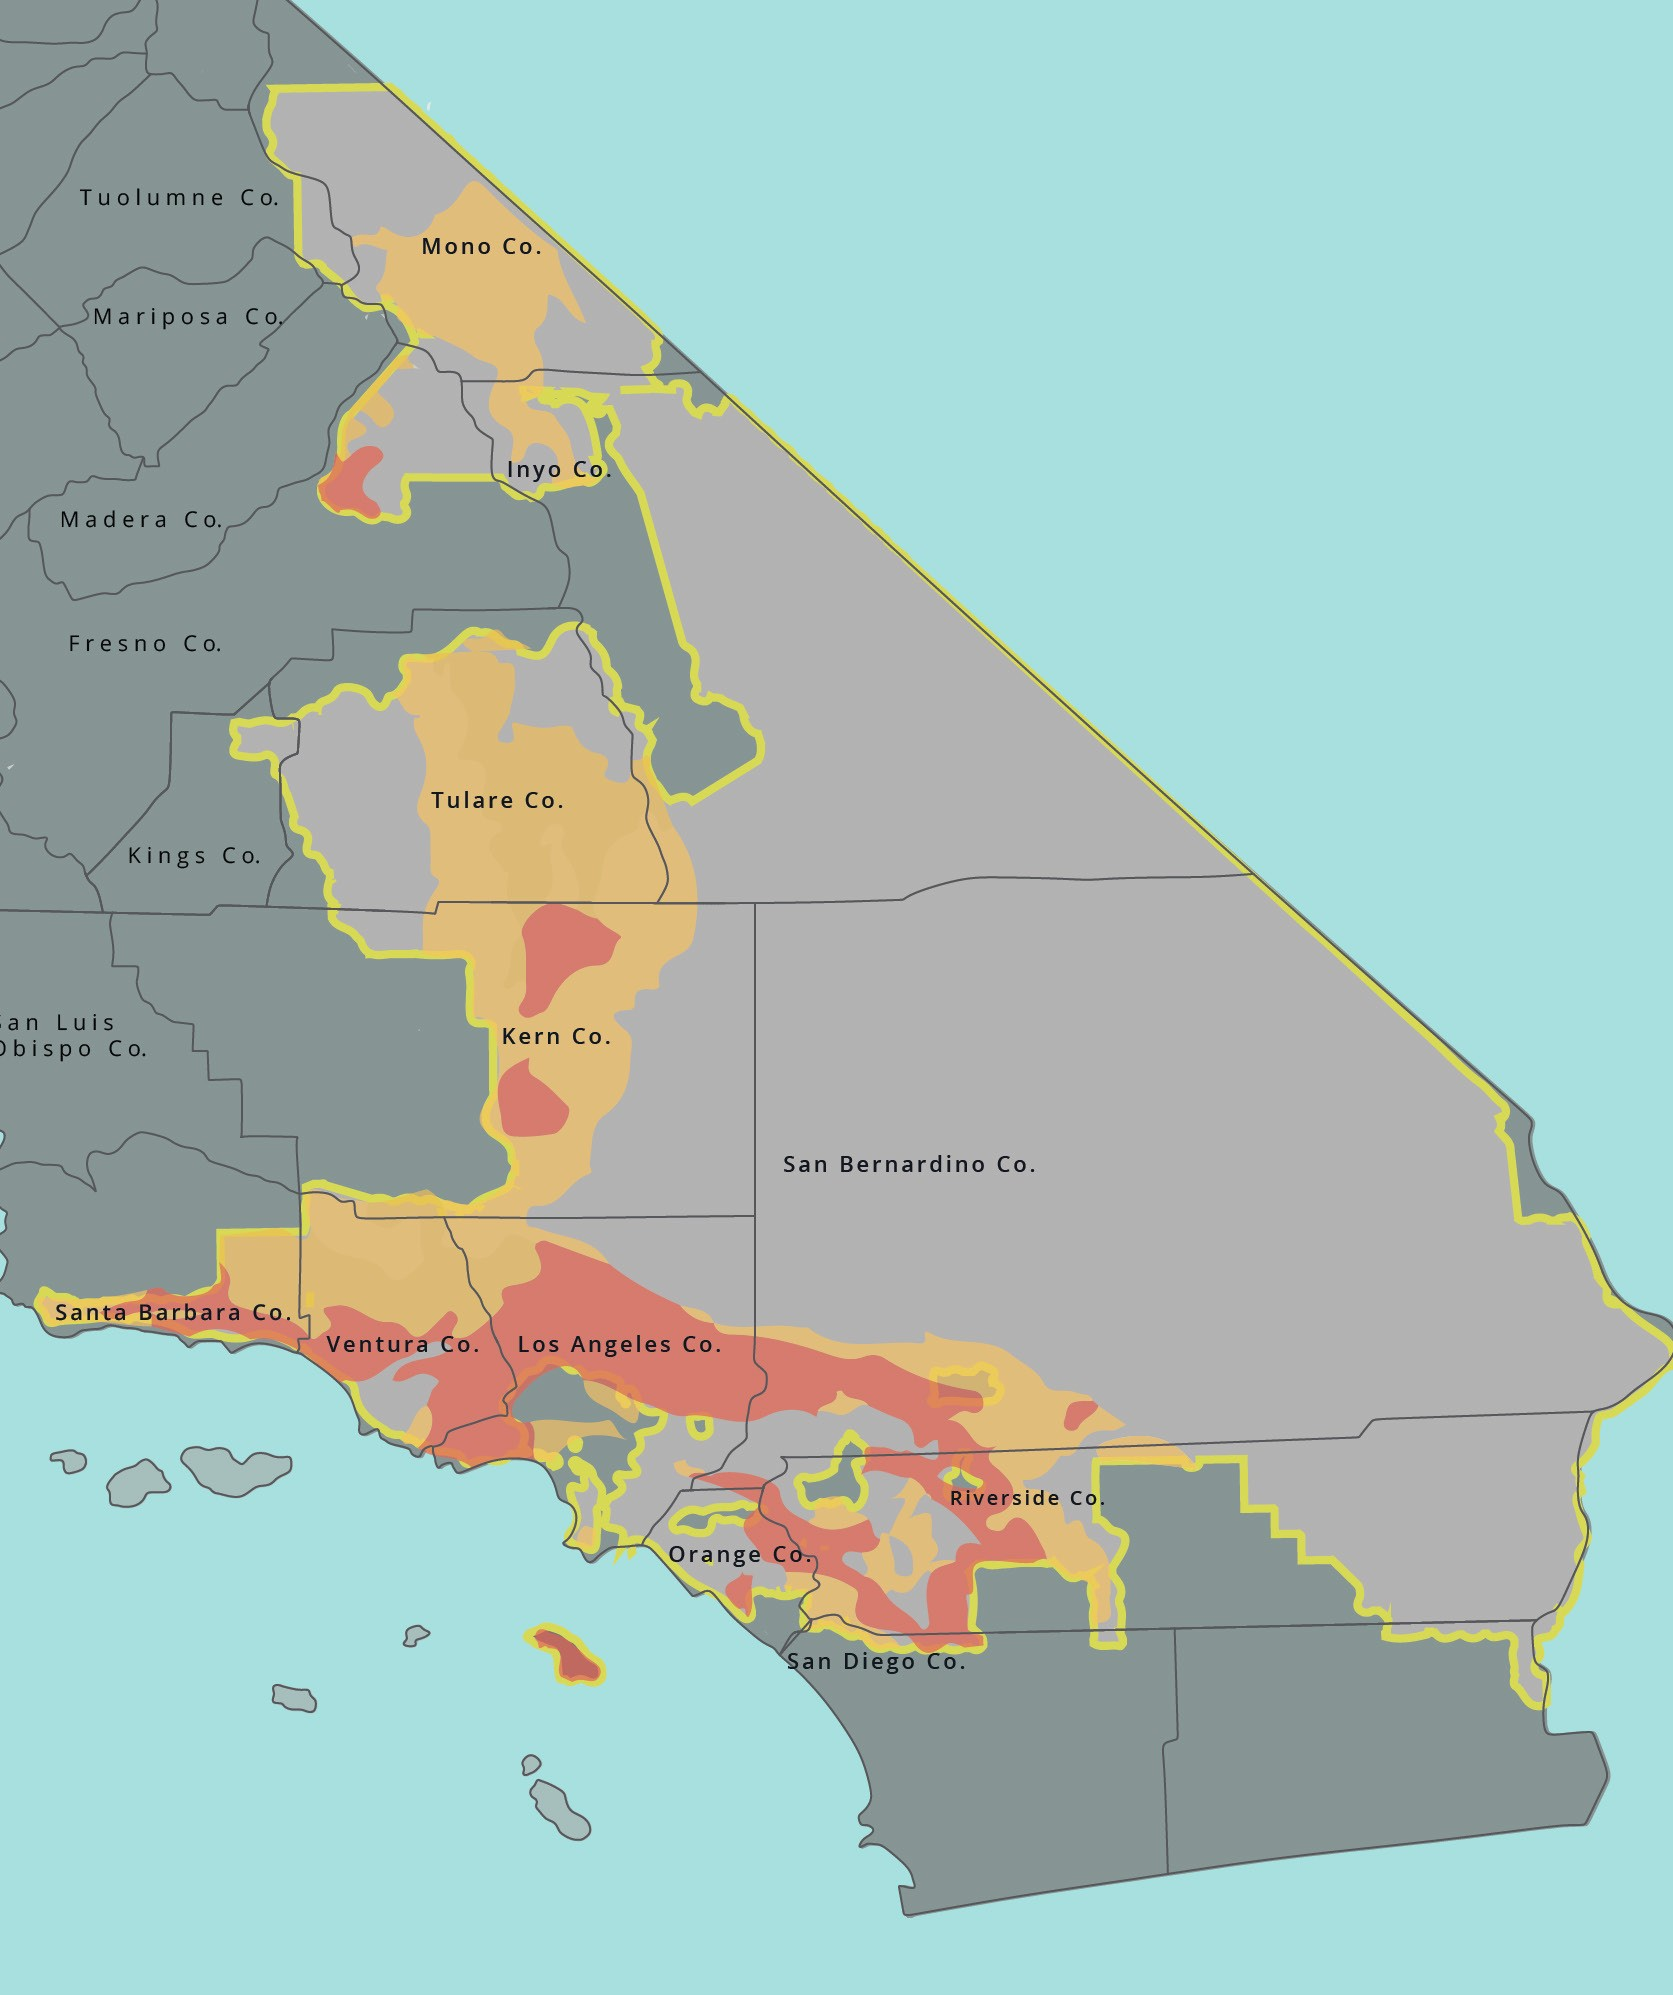 Tuolumne Co.
Mono Co.
Mariposa Co.
Inyo Co.
Madera Co.
Fresno Co.
Tulare Co.
Kings Co.
San Luis
Obispo Co.
Kern Co.
San Bernardino Co.
Santa Barbara Co.
Ventura Co.
Los Angeles Co.
Riverside Co.
Orange Co.
San Diego Co.